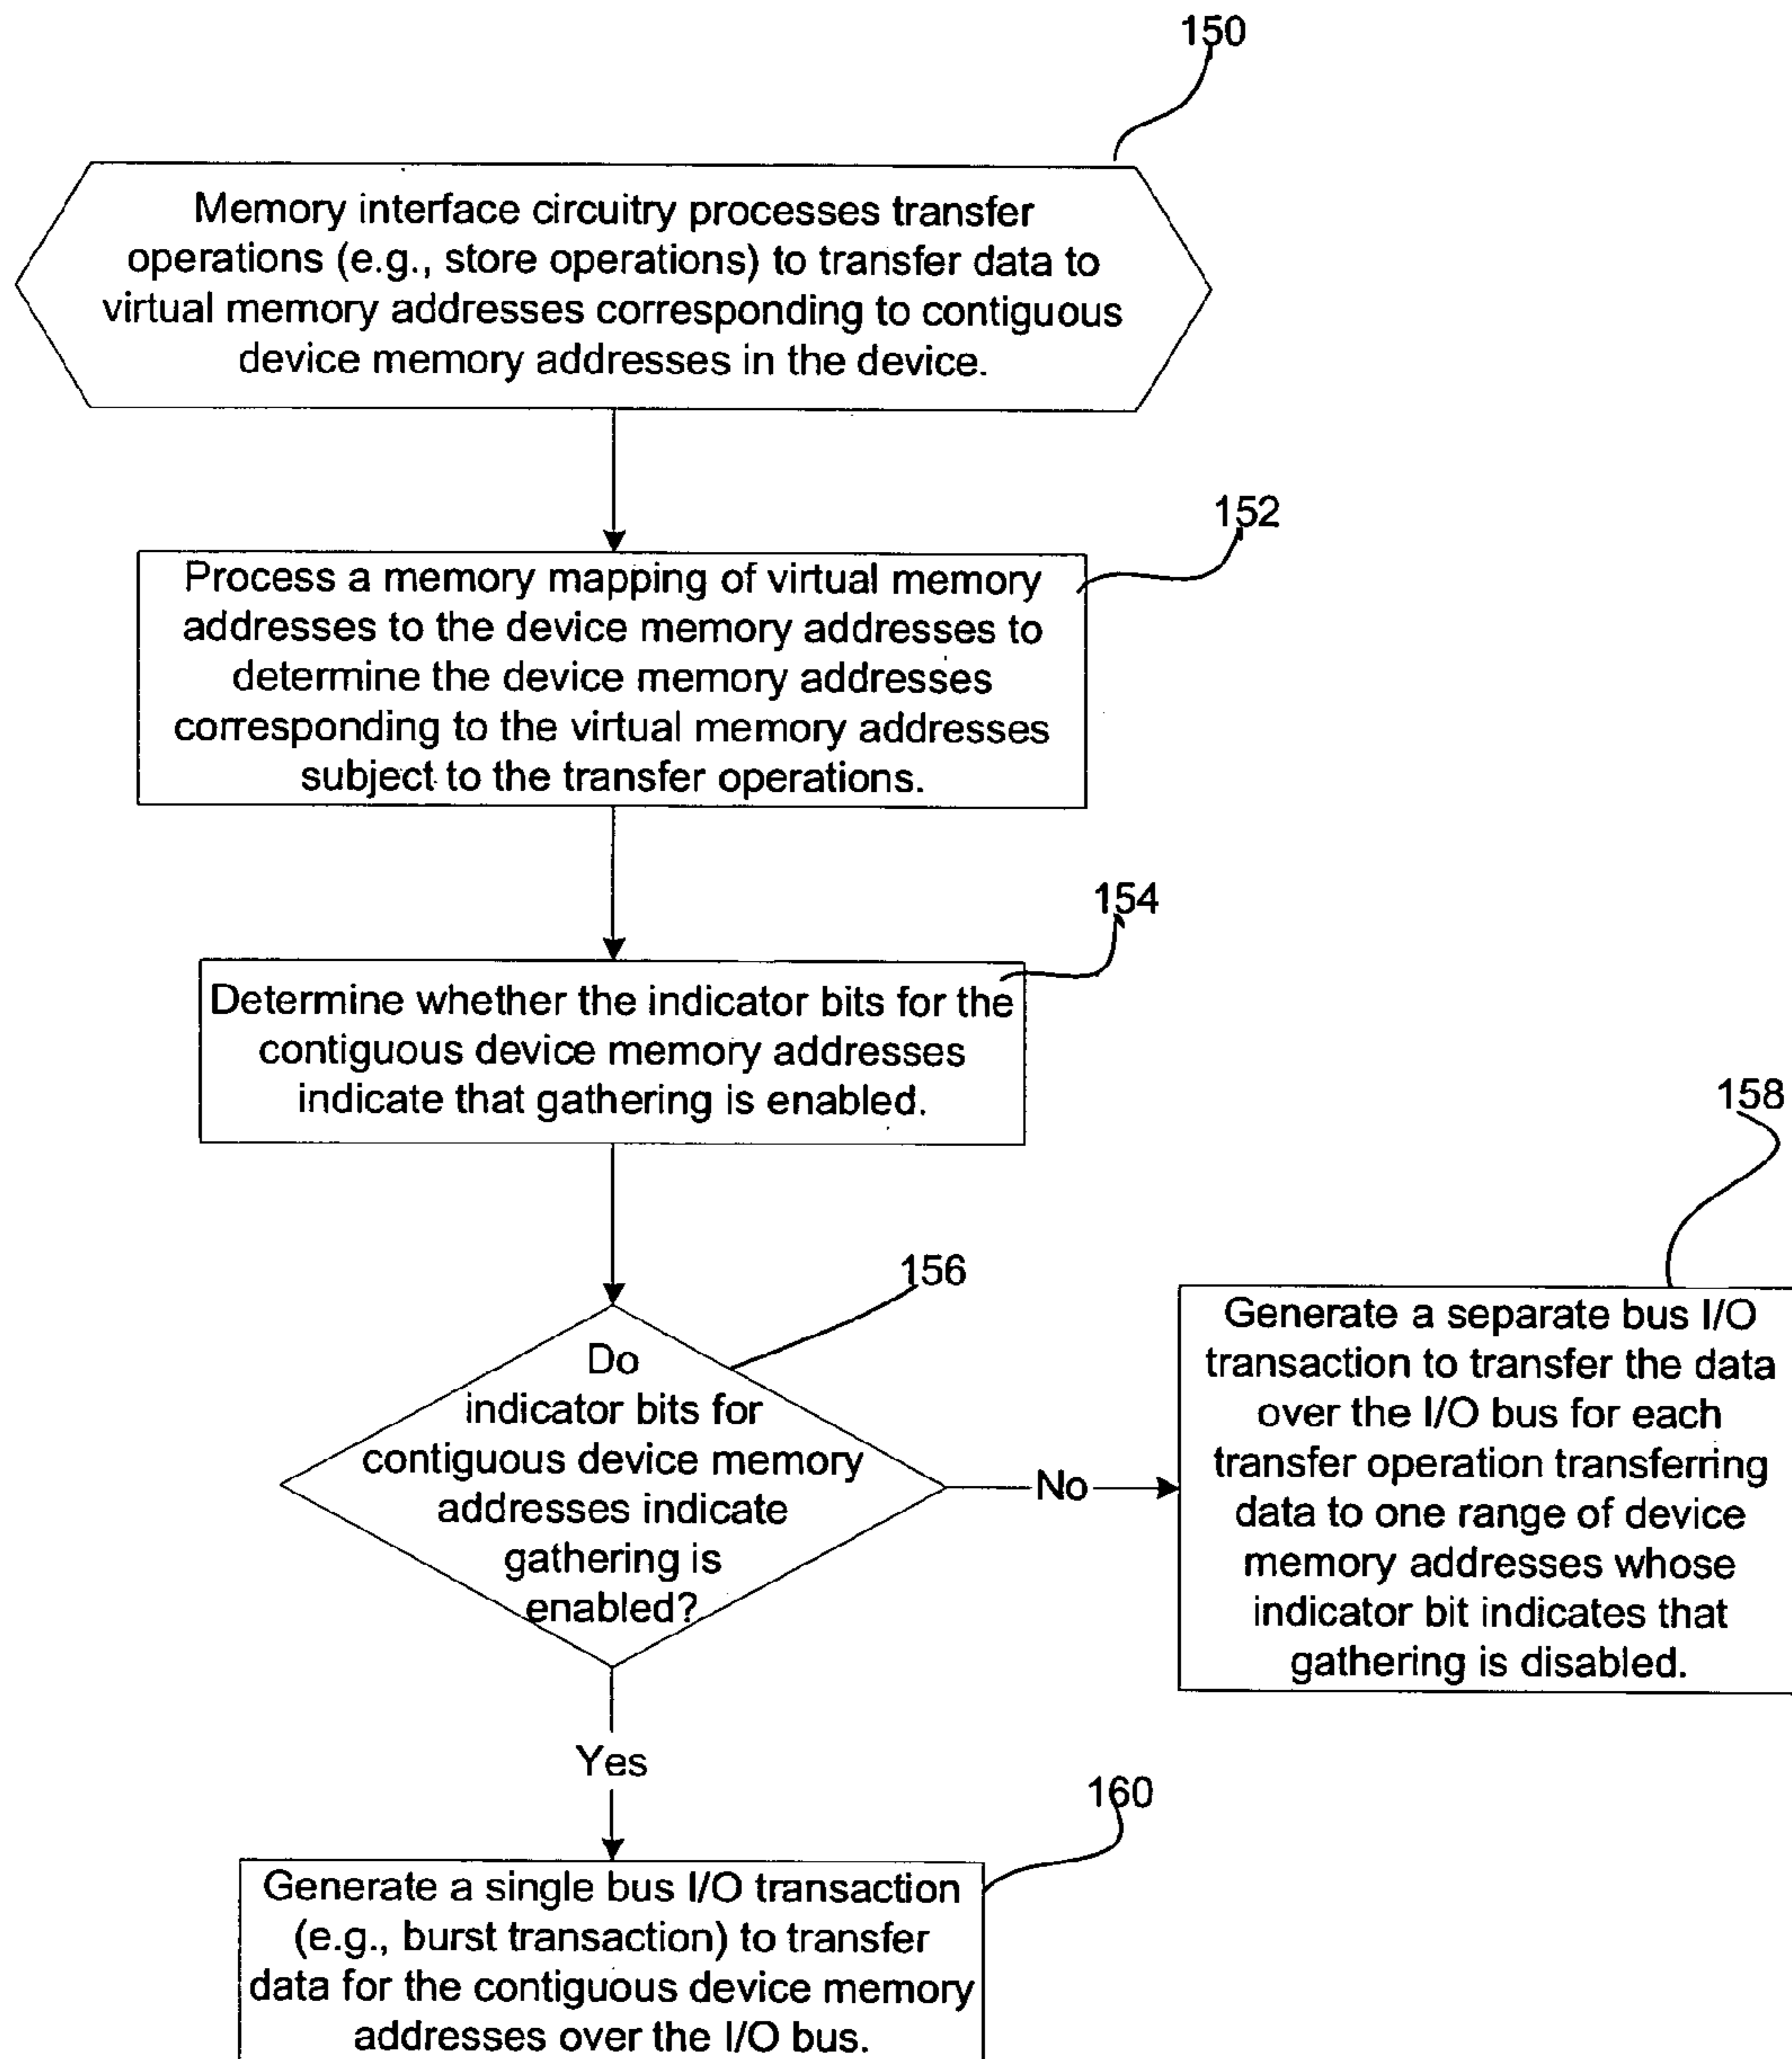 150
Memory interface circuitry processes transfer
operations (e.g., store operations) to transfer data to
virtual memory addresses corresponding to contiguous
device memory addresses in the device.
152
Process a memory mapping of virtual memory
addresses to the device memory addresses to
determine the device memory addresses
corresponding to the virtual memory addresses
subject to the transfer operations.
154
Determine whether the indicator bits for the
contiguous device memory addresses
indicate that gathering is enabled.
156
Do
indicator bits for
contiguous device memory
addresses indicate
gathering is
enabled?
No
158
Generate a separate bus I/O
transaction to transfer the data
over the I/O bus for each
transfer operation transferring
data to one range of device
memory addresses whose
indicator bit indicates that
gathering is disabled.
Yes
160
Generate a single bus I/O transaction
(e.g., burst transaction) to transfer
data for the contiguous device memory
addresses over the I/O bus.